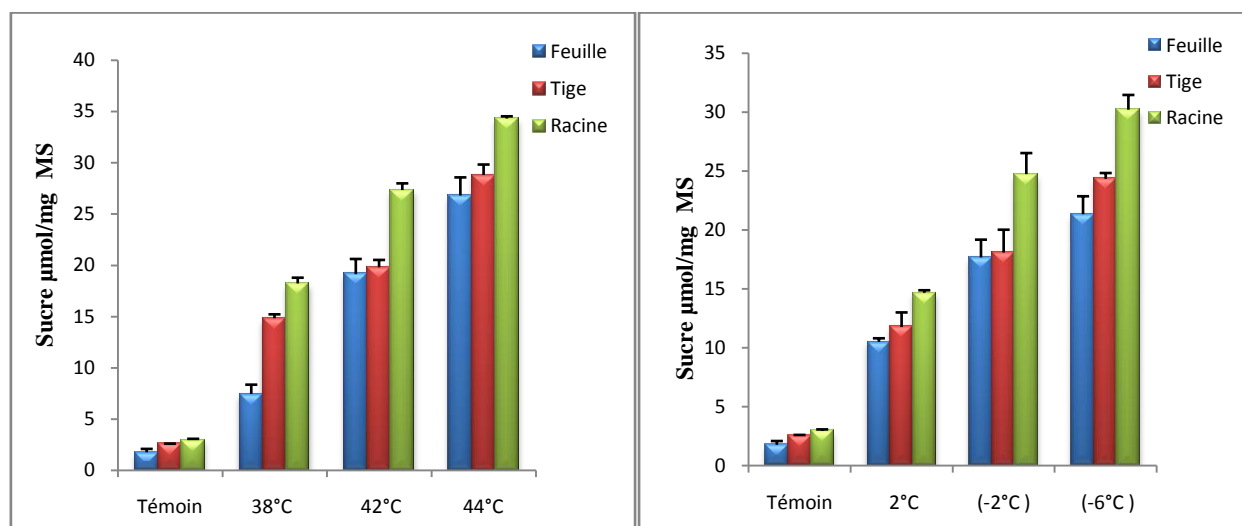 40
35
30
25
20
15
10
5
0
Sucre µmol/mg MS
Feuille
Tige
Racine
Témoin 38°C 42°C 44°C
35
30
25
20
15
10
5
0
Sucre µmol/mg MS
Feuille
Tige
Racine
Témoin 2°C (-2°C ) (-6°C )